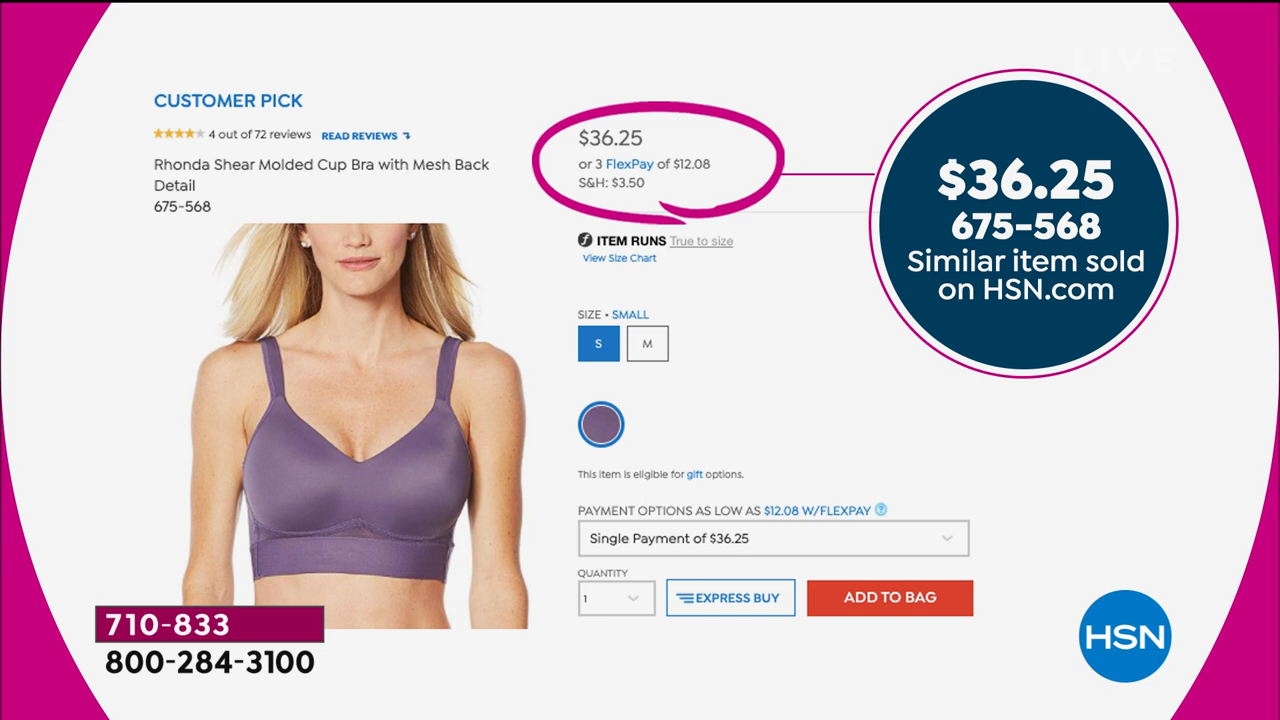 LIVE
CUSTOMER PICK
4 out of 72 reviews READ REVIEWS
Rhonda Shear Molded Cup Bra with Mesh Back
Detail
675-568
$36.25
or 3 FlexPay of $12.08
S&H: $3.50
$36.25
675-568
Similar item sold
on HSN.com
ITEM RUNS True to size
View Size Chart
SIZE • SMALL
S M
This item is eligible for gift options.
PAYMENT OPTIONS AS LOW AS $12.08 W/FLEXPAY ?
Single Payment of $36.25
QUANTITY
1
EXPRESS BUY
ADD TO BAG
710-833
800-284-3100
HSN